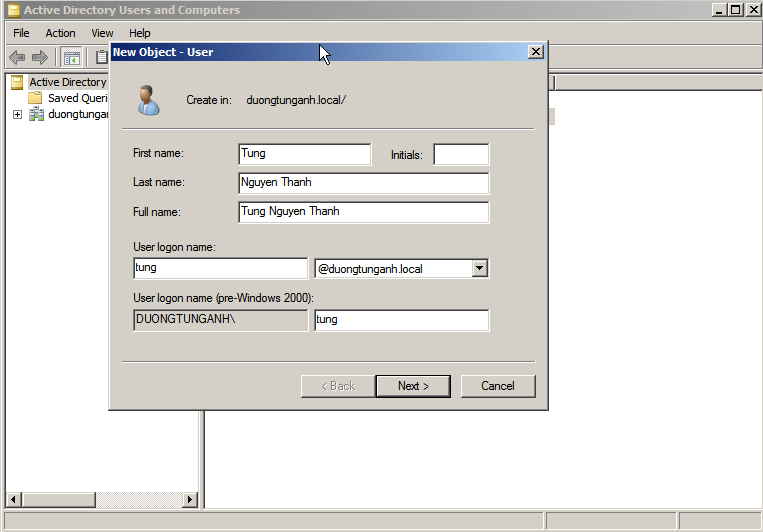 Active Directory Users and Computers
File Action View Help
New Object - User
Active Directory
Saved Queri
duongtungan
Create in: duongtunganh.local/
First name: Tung Initials:
Last name: Nguyen Thanh
Full name: Tung Nguyen Thanh
User logon name:
tung @duongtunganh.local
User logon name (pre-Windows 2000):
DUONGTUNGANH\ tung
< Back Next > Cancel